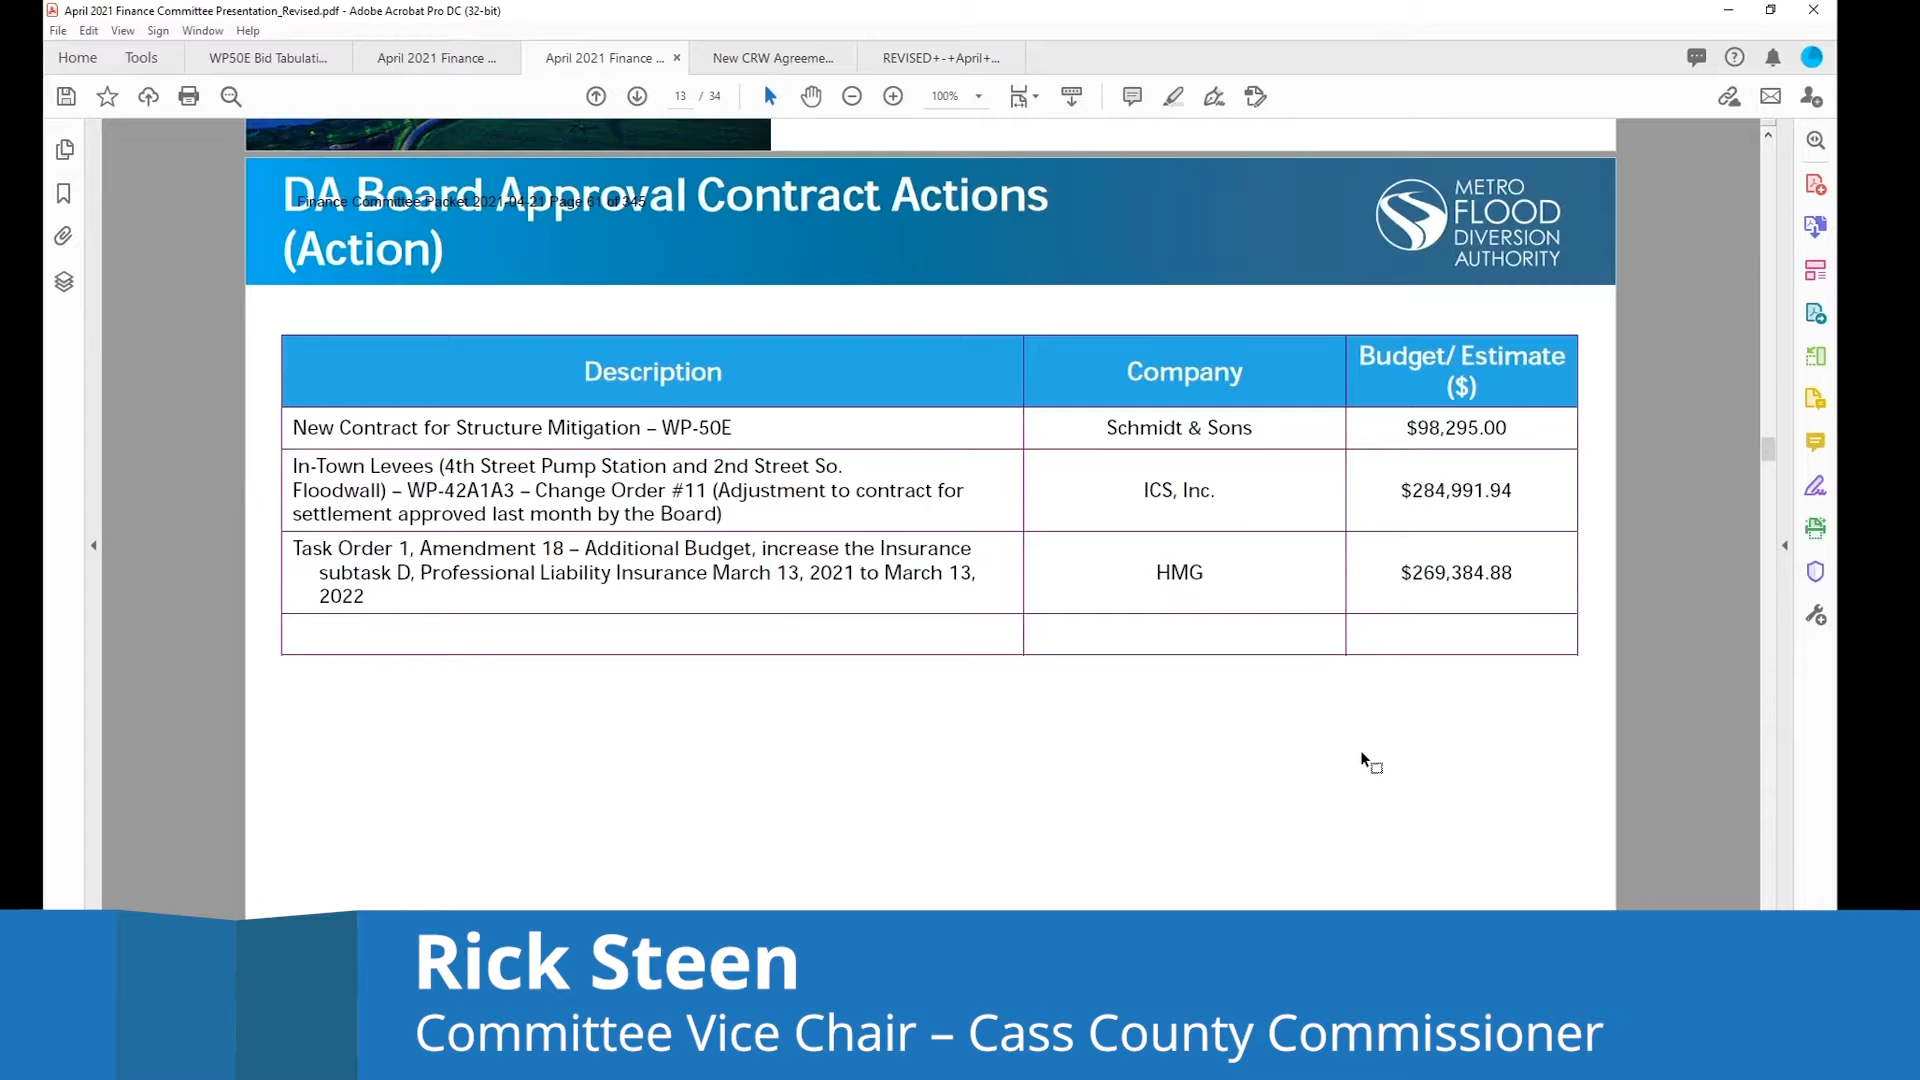 April 2021 Finance Committee Presentation_Revised.pdf - Adobe Acrobat Pro DC (32-bit)
File Edit View Sign Window Help
Home Tools WP50E Bid Tabulati... April 2021 Finance ... April 2021 Finance ... × New CRW Agreeme... REVISED+-+April+...
13 / 34 100%
DA Board Approval Contract Actions
Finance Committee Packet 2021-04-21 Page 61 of 345
(Action)
METRO
FLOOD
DIVERSION
AUTHORITY
Description Company Budget/ Estimate
($)
New Contract for Structure Mitigation – WP-50E Schmidt & Sons $98,295.00
In-Town Levees (4th Street Pump Station and 2nd Street So.
Floodwall) – WP-42A1A3 – Change Order #11 (Adjustment to contract for ICS, Inc. $284,991.94
settlement approved last month by the Board)
Task Order 1, Amendment 18 – Additional Budget, increase the Insurance
subtask D, Professional Liability Insurance March 13, 2021 to March 13, HMG $269,384.88
2022
Rick Steen
Committee Vice Chair – Cass County Commissioner